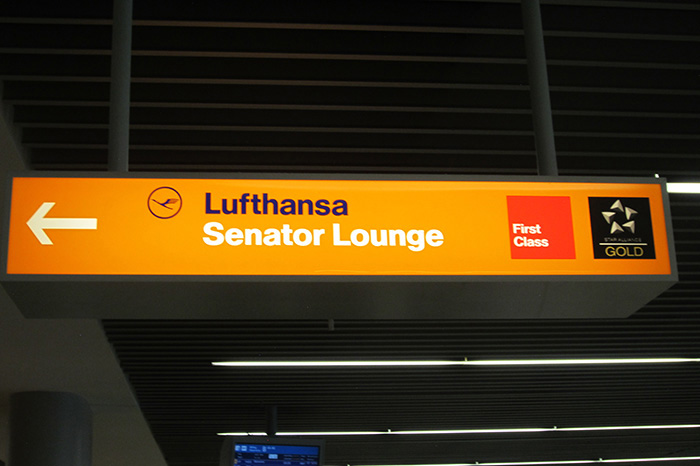 Lufthansa
Senator Lounge
First
Class
STAR ALLIANCE
GOLD